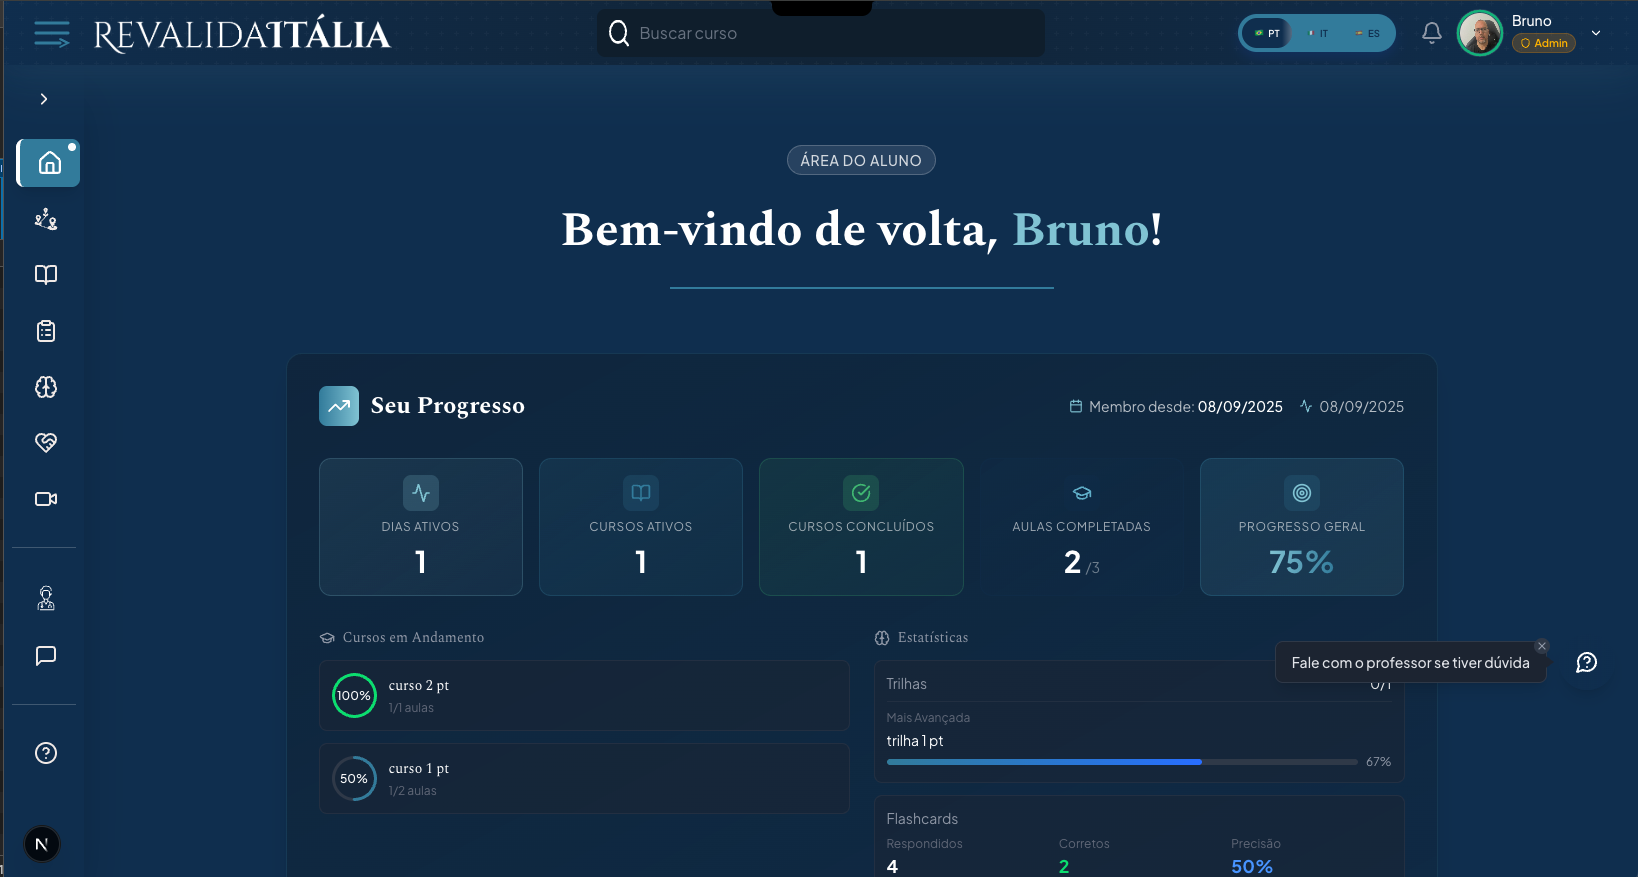 REVALIDAITÁLIA
Buscar curso
PT
IT
ES
Bruno
Admin
ÁREA DO ALUNO
Bem-vindo de volta, Bruno!
Seu Progresso
Membro desde: 08/09/2025
08/09/2025
DIAS ATIVOS
1
CURSOS ATIVOS
1
CURSOS CONCLUÍDOS
1
AULAS COMPLETADAS
2 /3
PROGRESSO GERAL
75%
Cursos em Andamento
100%
curso 2 pt
1/1 aulas
50%
curso 1 pt
1/2 aulas
Estatísticas
Fale com o professor se tiver dúvida
Trilhas
0/1
Mais Avançada
trilha 1 pt
67%
Flashcards
Respondidos
Corretos
Precisão
4
2
50%
N